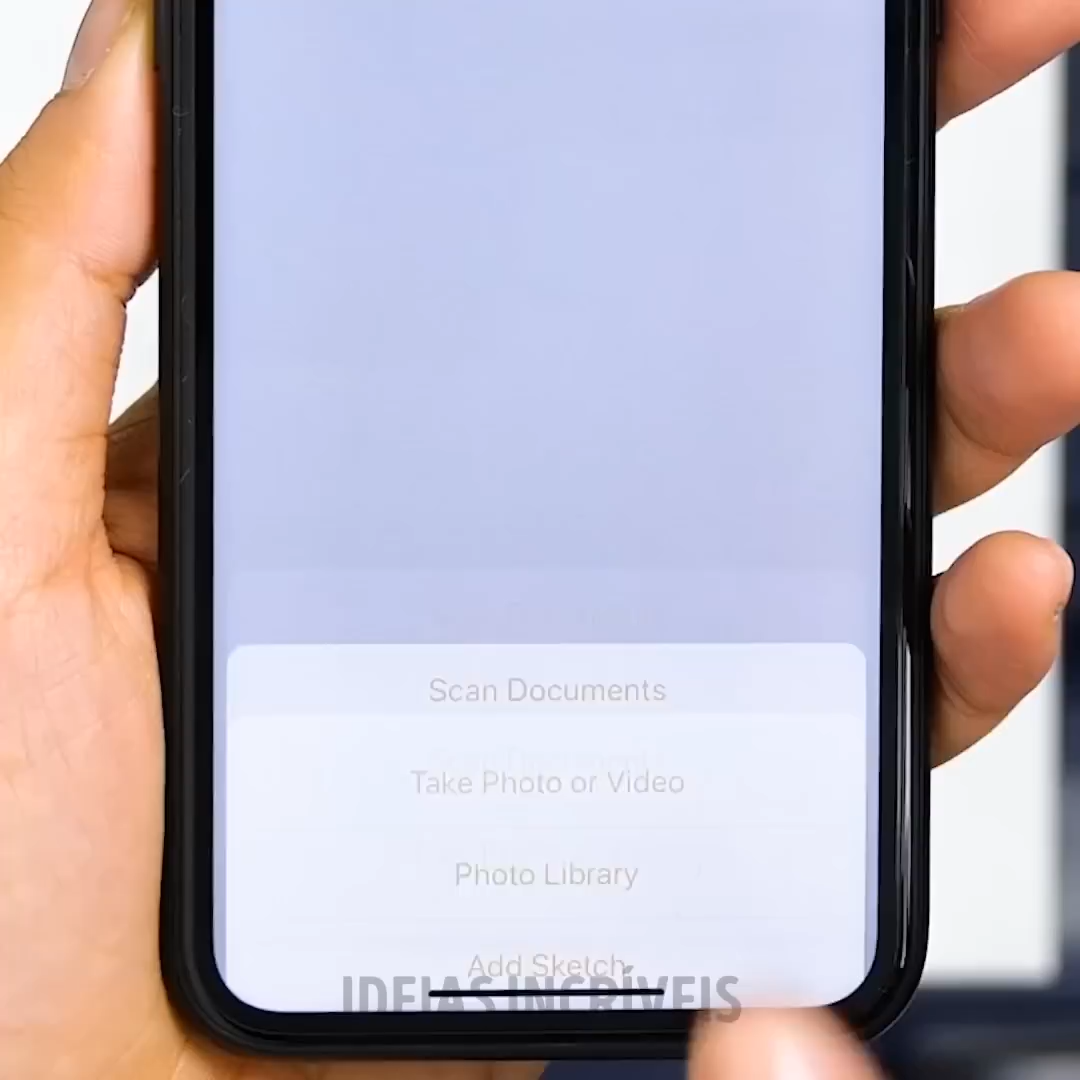 Scan Documents
Take Photo or Video
Photo Library
Add Sketch
IDEIAS INCRÍVEIS